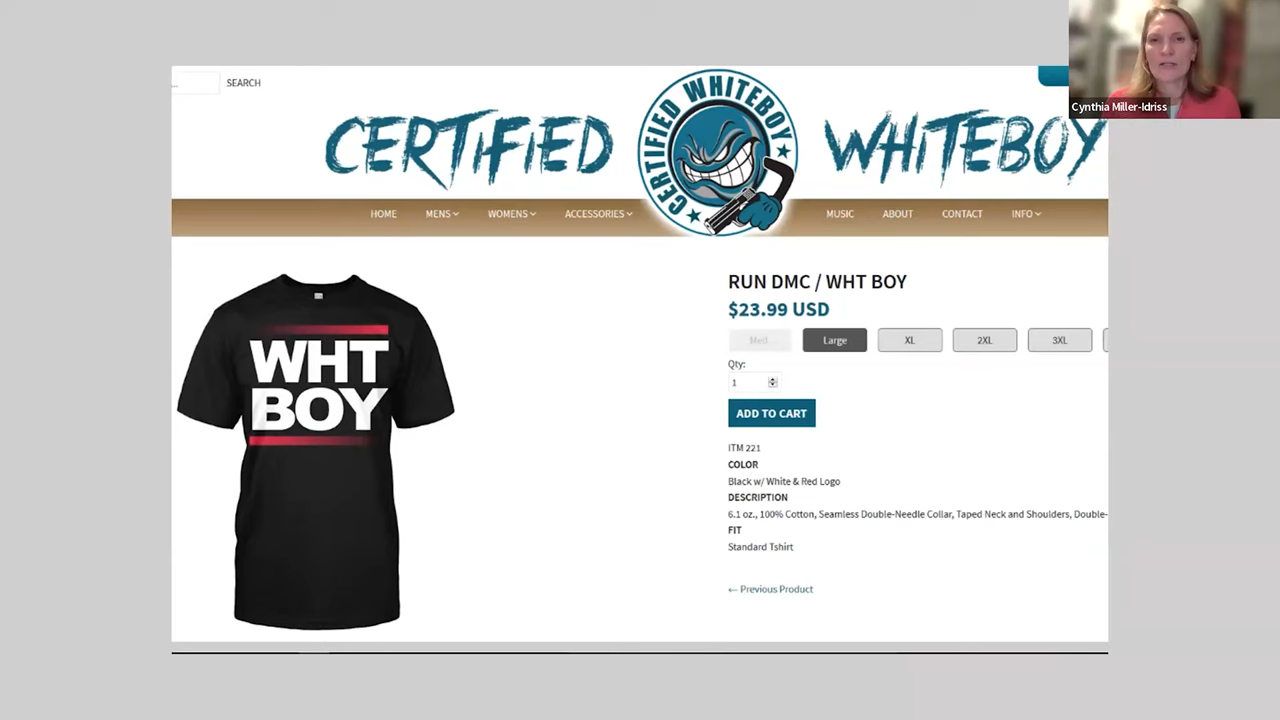 ... SEARCH
CERTIFIED WHITEBOY
CERTIFIED WHITEBOY
Cynthia Miller-Idriss
HOME MENS WOMENS ACCESSORIES MUSIC ABOUT CONTACT INFO
WHT
BOY
RUN DMC / WHT BOY
$23.99 USD
Med... Large XL 2XL 3XL
Qty:
1
ADD TO CART
ITM 221
COLOR
Black w/ White & Red Logo
DESCRIPTION
6.1 oz., 100% Cotton, Seamless Double-Needle Collar, Taped Neck and Shoulders, Double-
FIT
Standard Tshirt
← Previous Product